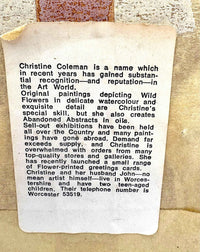 Christine Coleman is a name which
in recent years has gained substan-
tial recognition—and reputation—in
the Art World.
Original paintings depicting Wild
Flowers in delicate watercolour and
exquisite detail are Christine's
special skill, but she also creates
Abandoned Abstracts in oils.
Sell-out exhibitions have been held
all over the Country and many paint-
ings have gone abroad. Demand far
exceeds supply, and Christine is
overwhelmed with orders from many
top-quality stores and galleries. She
has recently launched a small range
of Flower-printed greetings cards.
Christine and her husband John—no
mean artist himself—live in Worces-
tershire and have two teen-aged
children. Their telephone number is
Worcester 53519.